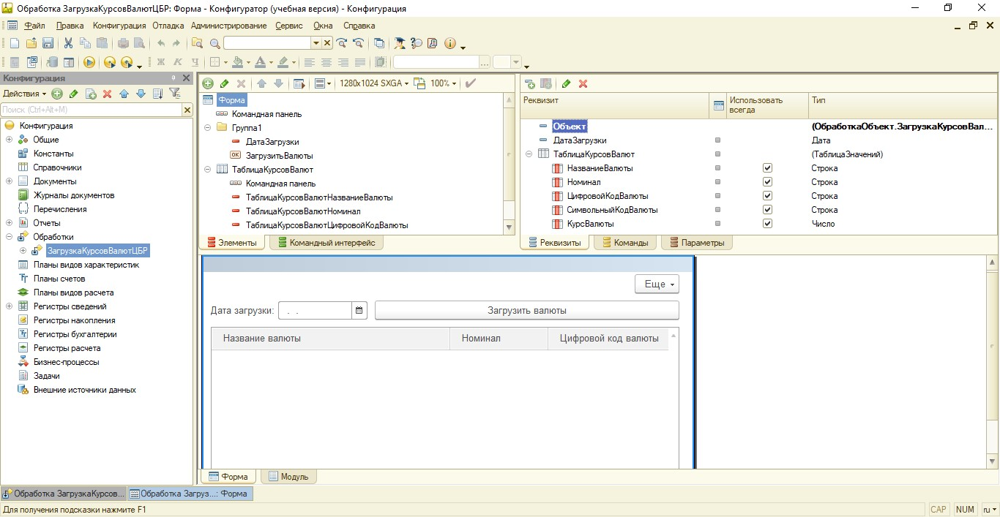 Обработка ЗагрузкаКурсовВалютЦБР: Форма - Конфигуратор (учебная версия) - Конфигурация
Файл Правка Конфигурация Отладка Администрирование Сервис Окна Справка
Ж К Ч
Конфигурация
Действия
Поиск (Ctrl+Alt+M)
Конфигурация
Общие
Константы
Справочники
Документы
Журналы документов
Перечисления
Отчеты
Обработки
ЗагрузкаКурсовВалютЦБР
Планы видов характеристик
Планы счетов
Планы видов расчета
Регистры сведений
Регистры накопления
Регистры бухгалтерии
Регистры расчета
Бизнес-процессы
Задачи
Внешние источники данных
1280x1024 SXGA 100%
Форма
Командная панель
Группа1
ДатаЗагрузки
OK ЗагрузитьВалюты
ТаблицаКурсовВалют
Командная панель
ТаблицаКурсовВалютНазваниеВалюты
ТаблицаКурсовВалютНоминал
ТаблицаКурсовВалютЦифровойКодВалюты
Элементы Командный интерфейс
Реквизит Использовать всегда Тип
Объект (ОбработкаОбъект.ЗагрузкаКурсовВал...
ДатаЗагрузки Дата
ТаблицаКурсовВалют (ТаблицаЗначений)
НазваниеВалюты Строка
Номинал Строка
ЦифровойКодВалюты Строка
СимвольныйКодВалюты Строка
КурсВалюты Число
Реквизиты Команды Параметры
Еще
Дата загрузки: . . Загрузить валюты
Название валюты Номинал Цифровой код валюты
Форма Модуль
Обработка ЗагрузкаКурсов... Обработка Загруз...: Форма
Для получения подсказки нажмите F1 CAP NUM ru